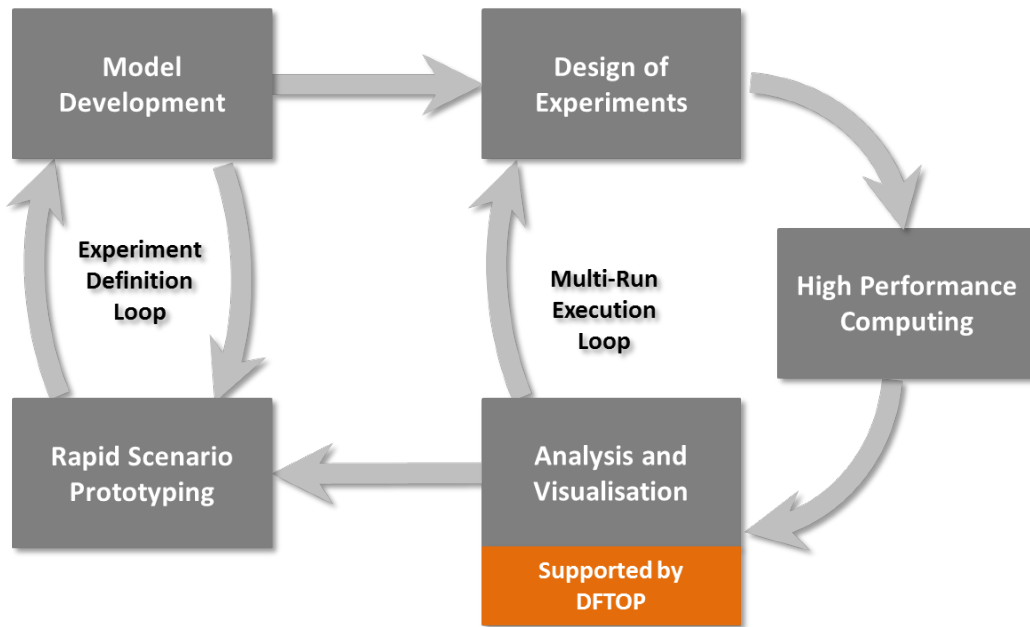 Model
Development
Design of
Experiments
Experiment
Definition
Loop
Multi-Run
Execution
Loop
High Performance
Computing
Rapid Scenario
Prototyping
Analysis and
Visualisation
Supported by
DFTOP